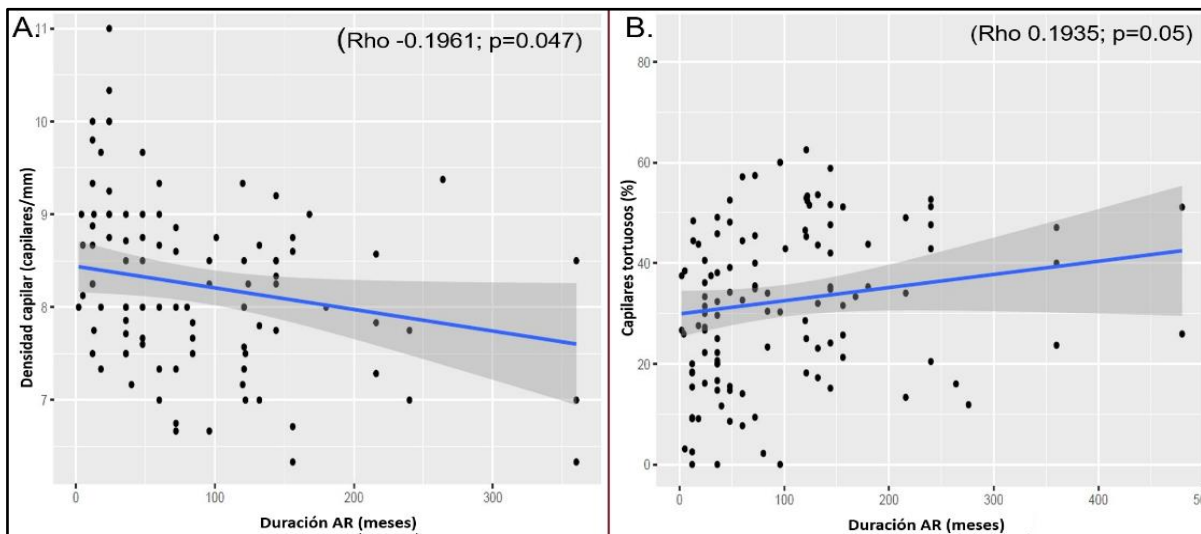 A.
(Rho -0.1961; p=0.047)
Densidad capilar (capilares/mm)
11
10
9
8
7
0
100
200
300
Duración AR (meses)
B.
(Rho 0.1935; p=0.05)
Capilares tortuosos (%)
80
60
40
20
0
0
100
200
300
400
50
Duración AR (meses)